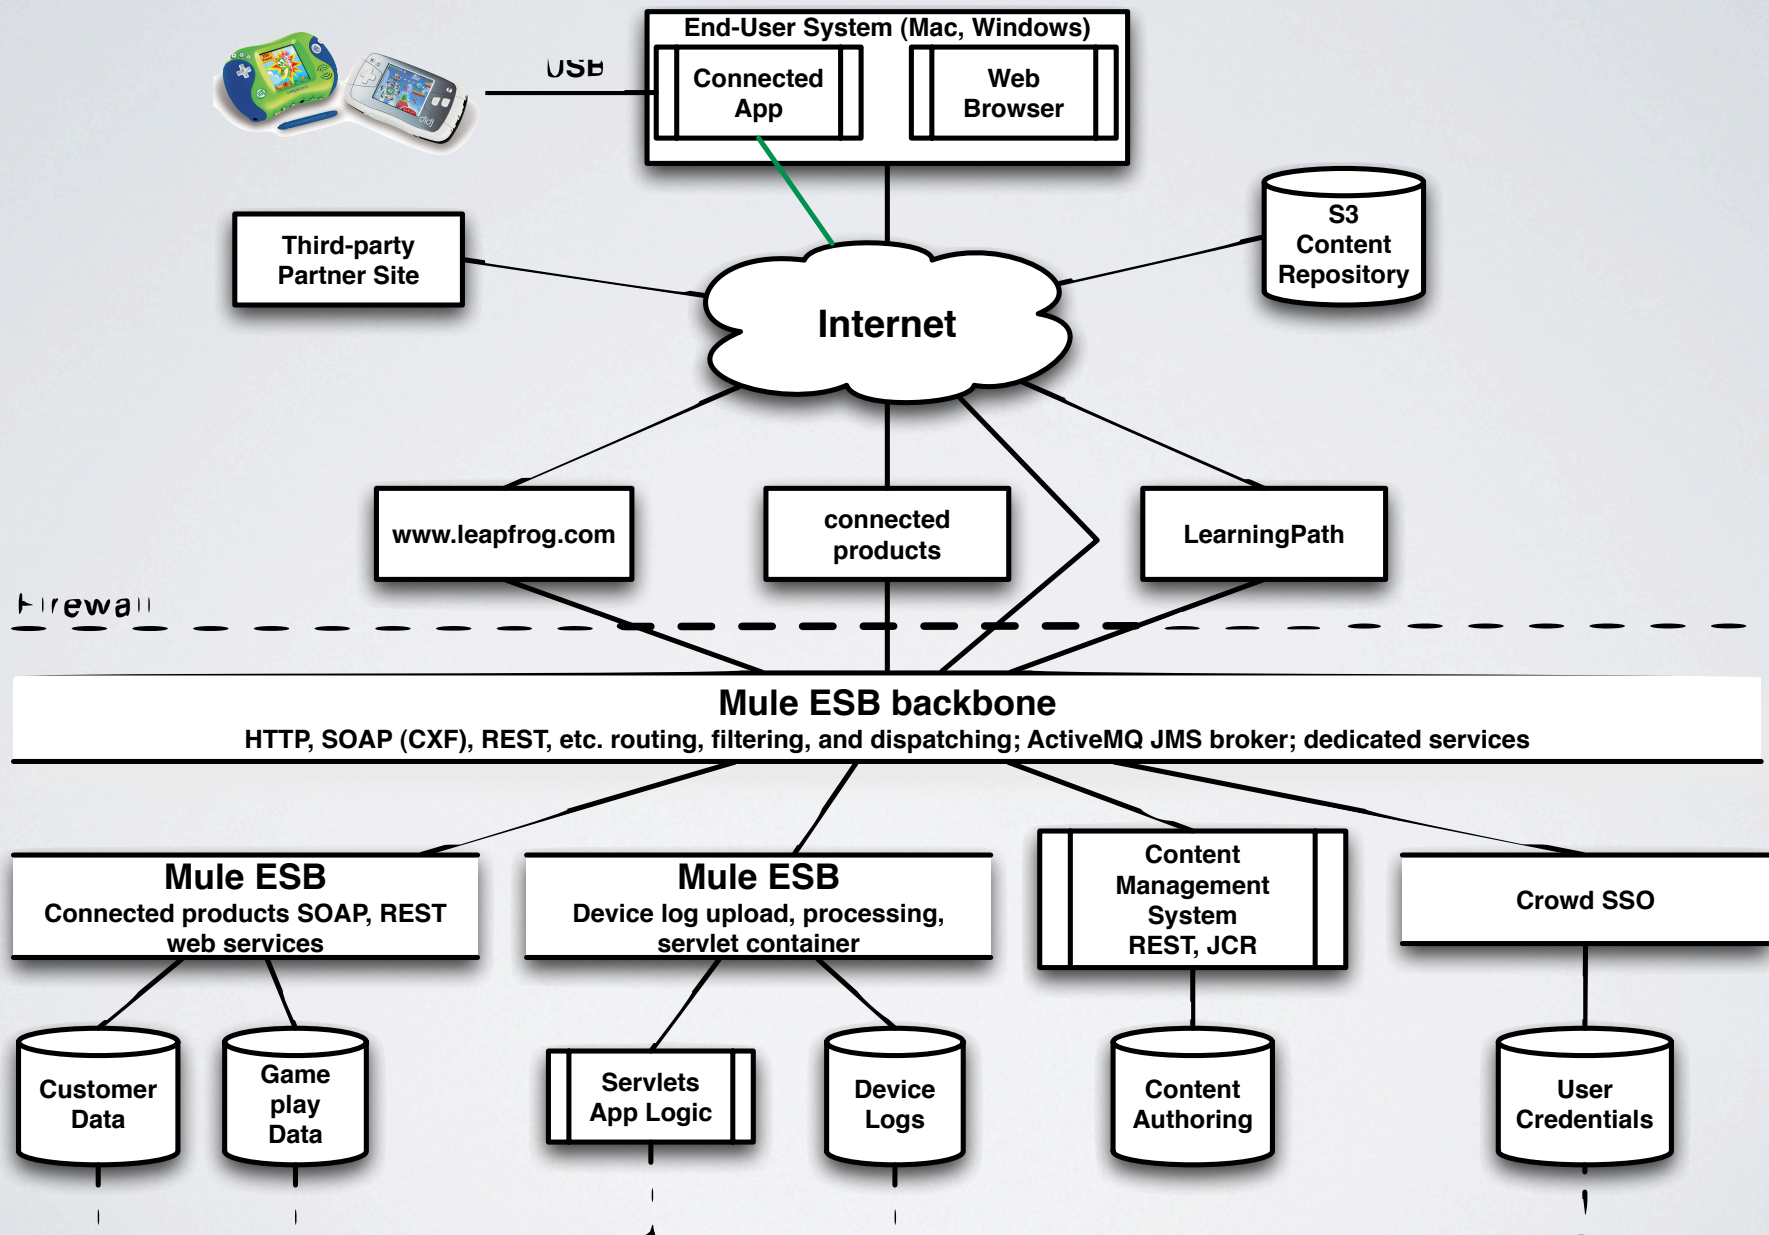 End-User System (Mac, Windows)
USB
Connected
App
Web
Browser
didj
Third-party
Partner Site
S3
Content
Repository
Internet
www.leapfrog.com
connected
products
LearningPath
Firewall
Mule ESB backbone
HTTP, SOAP (CXF), REST, etc. routing, filtering, and dispatching; ActiveMQ JMS broker; dedicated services
Mule ESB
Connected products SOAP, REST
web services
Mule ESB
Device log upload, processing,
servlet container
Content
Management
System
REST, JCR
Crowd SSO
Customer
Data
Game
play
Data
Servlets
App Logic
Device
Logs
Content
Authoring
User
Credentials